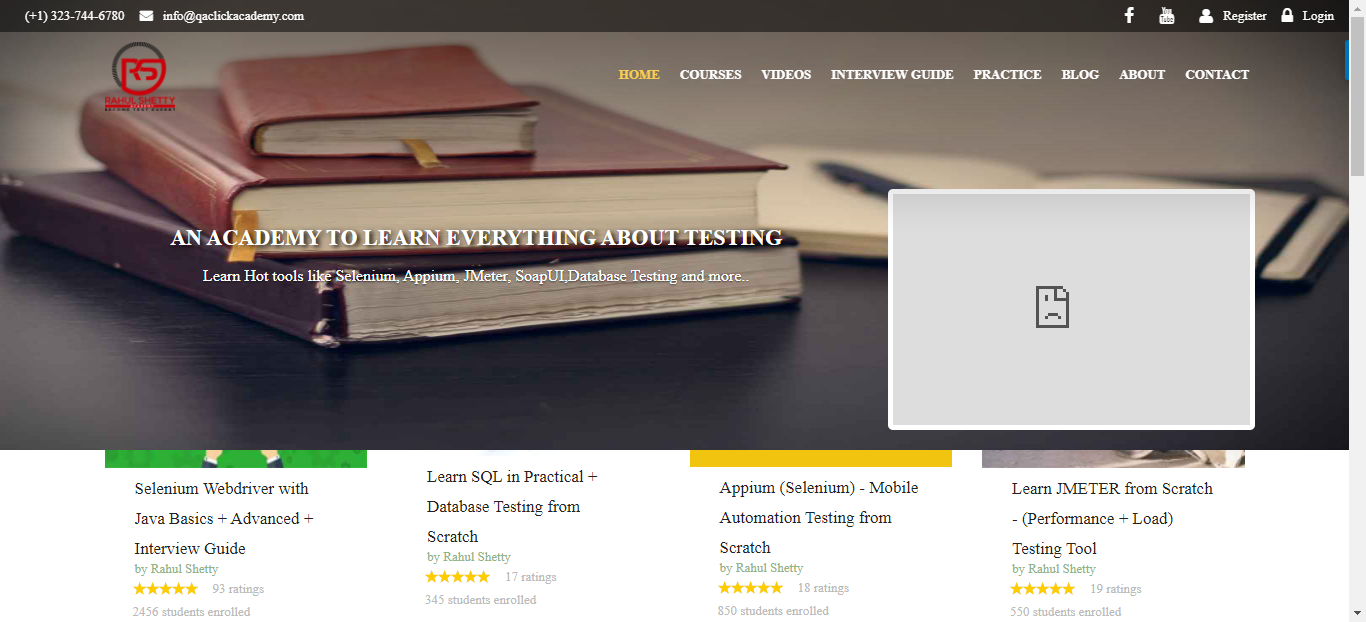 (+1) 323-744-6780 info@qaclickacademy.com
You Tube Register Login
RS
RAHUL SHETTY
HOME COURSES VIDEOS INTERVIEW GUIDE PRACTICE BLOG ABOUT CONTACT
AN ACADEMY TO LEARN EVERYTHING ABOUT TESTING
Learn Hot tools like Selenium, Appium, JMeter, SoapUI,Database Testing and more..
Selenium Webdriver with
Java Basics + Advanced +
Interview Guide
by Rahul Shetty
93 ratings
2456 students enrolled
Learn SQL in Practical +
Database Testing from
Scratch
by Rahul Shetty
17 ratings
345 students enrolled
Appium (Selenium) - Mobile
Automation Testing from
Scratch
by Rahul Shetty
18 ratings
850 students enrolled
Learn JMETER from Scratch
- (Performance + Load)
Testing Tool
by Rahul Shetty
19 ratings
550 students enrolled